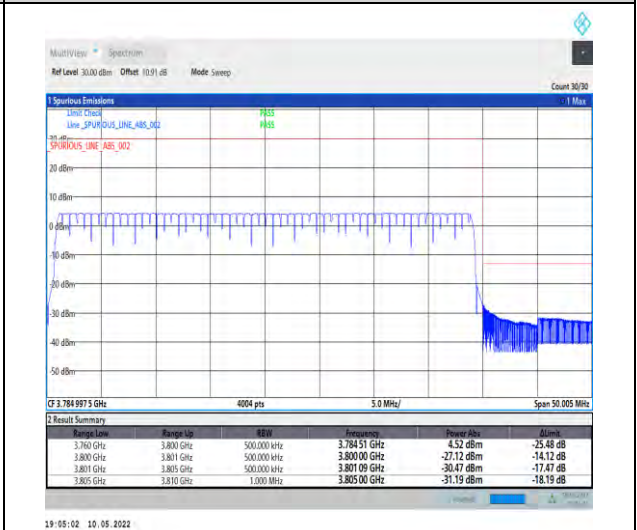 MultiView Spectrum
Ref Level 30.00 dBm Offset 10.91 dB Mode Sweep
Count 30/30
1 Spurious Emissions 1 Max
Limit Check PASS
Line _SPURIOUS_LINE_ABS_002 PASS
SPURIOUS_LINE_ABS_002
20 dBm
10 dBm
0 dBm
-10 dBm
-20 dBm
-30 dBm
-40 dBm
-50 dBm
CF 3.784 997 5 GHz 4004 pts 5.0 MHz/ Span 50.005 MHz
2 Result Summary
Range Low Range Up RBW Frequency Power Abs ΔLimit
3.760 GHz 3.800 GHz 500.000 kHz 3.784 51 GHz 4.52 dBm -25.48 dB
3.800 GHz 3.801 GHz 500.000 kHz 3.800 00 GHz -27.12 dBm -14.12 dB
3.801 GHz 3.805 GHz 500.000 kHz 3.801 09 GHz -30.47 dBm -17.47 dB
3.805 GHz 3.810 GHz 1.000 MHz 3.805 00 GHz -31.19 dBm -18.19 dB
19:05:02 10.05.2022